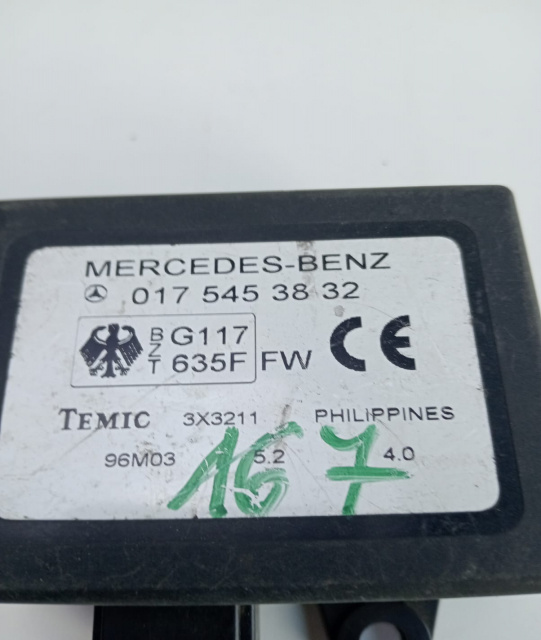 MERCEDES-BENZ
017 545 38 32
BZT G117 635F FW CE
TEMIC 3X3211 PHILIPPINES
96M03 5.2 4.0
167